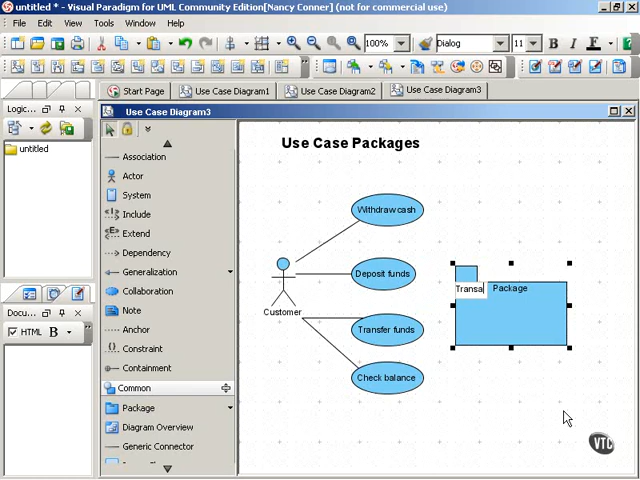 untitled * - Visual Paradigm for UML Community Edition[Nancy Conner] (not for commercial use)
File Edit View Tools Window Help
100% Dialog 11 B I F
Start Page Use Case Diagram1 Use Case Diagram2 Use Case Diagram3
Logic...
untitled
Docu...
HTML B
Use Case Diagram3
Association
Actor
System
Include
Extend
Dependency
Generalization
Collaboration
Note
Anchor
Constraint
Containment
Common
Package
Diagram Overview
Generic Connector
Use Case Packages
Withdraw cash
Deposit funds
Transa Package
Customer
Transfer funds
Check balance
VTC